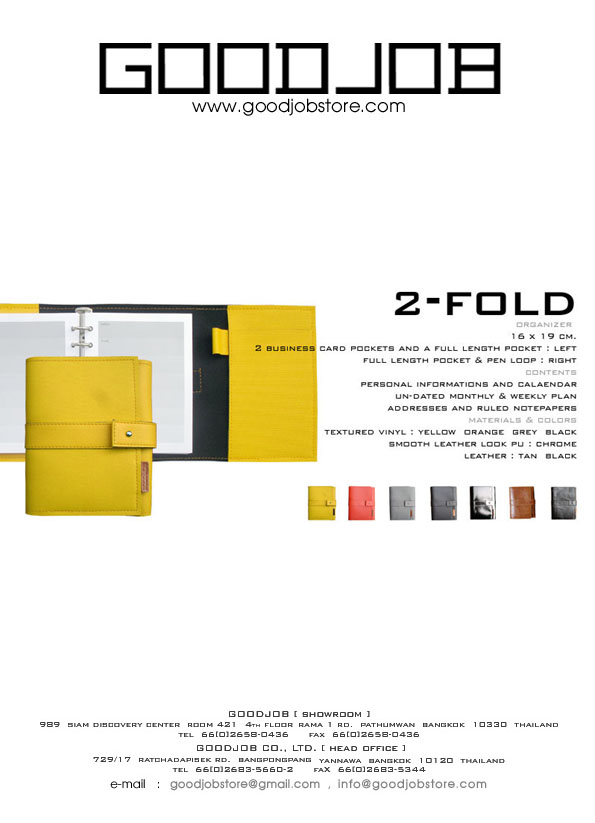 GOODJOB
www.goodjobstore.com
2-FOLD
ORGANIZER
16 X 19 CM.
2 BUSINESS CARD POCKETS AND A FULL LENGTH POCKET : LEFT
FULL LENGTH POCKET & PEN LOOP : RIGHT
CONTENTS
PERSONAL INFORMATIONS AND CALAENDAR
UN-DATED MONTHLY & WEEKLY PLAN
ADDRESSES AND RULED NOTEPAPERS
MATERIALS & COLORS
TEXTURED VINYL : YELLOW ORANGE GREY BLACK
SMOOTH LEATHER LOOK PU : CHROME
LEATHER : TAN BLACK
GOODJOB [ SHOWROOM ]
989 SIAM DISCOVERY CENTER ROOM 421 4TH FLOOR RAMA 1 RD. PATHUMWAN BANGKOK 10330 THAILAND
TEL 66(0)2658-0436 FAX 66(0)2658-0436
GOODJOB CO., LTD. [ HEAD OFFICE ]
729/17 RATCHADAPISEK RD. BANGPONGPANG YANNAWA BANGKOK 10120 THAILAND
TEL 66(0)2683-5660-2 FAX 66(0)2683-5344
e-mail : goodjobstore@gmail.com , info@goodjobstore.com